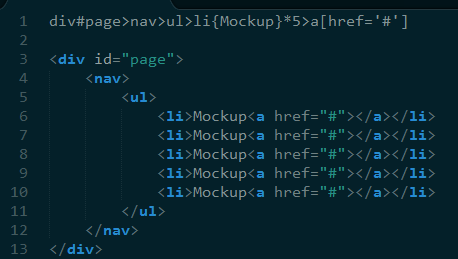 1 div#page>nav>ul>li{Mockup}*5>a[href='#']
2
3 <div id="page">
4     <nav>
5         <ul>
6             <li>Mockup<a href="#"></a></li>
7             <li>Mockup<a href="#"></a></li>
8             <li>Mockup<a href="#"></a></li>
9             <li>Mockup<a href="#"></a></li>
10             <li>Mockup<a href="#"></a></li>
11         </ul>
12     </nav>
13 </div>